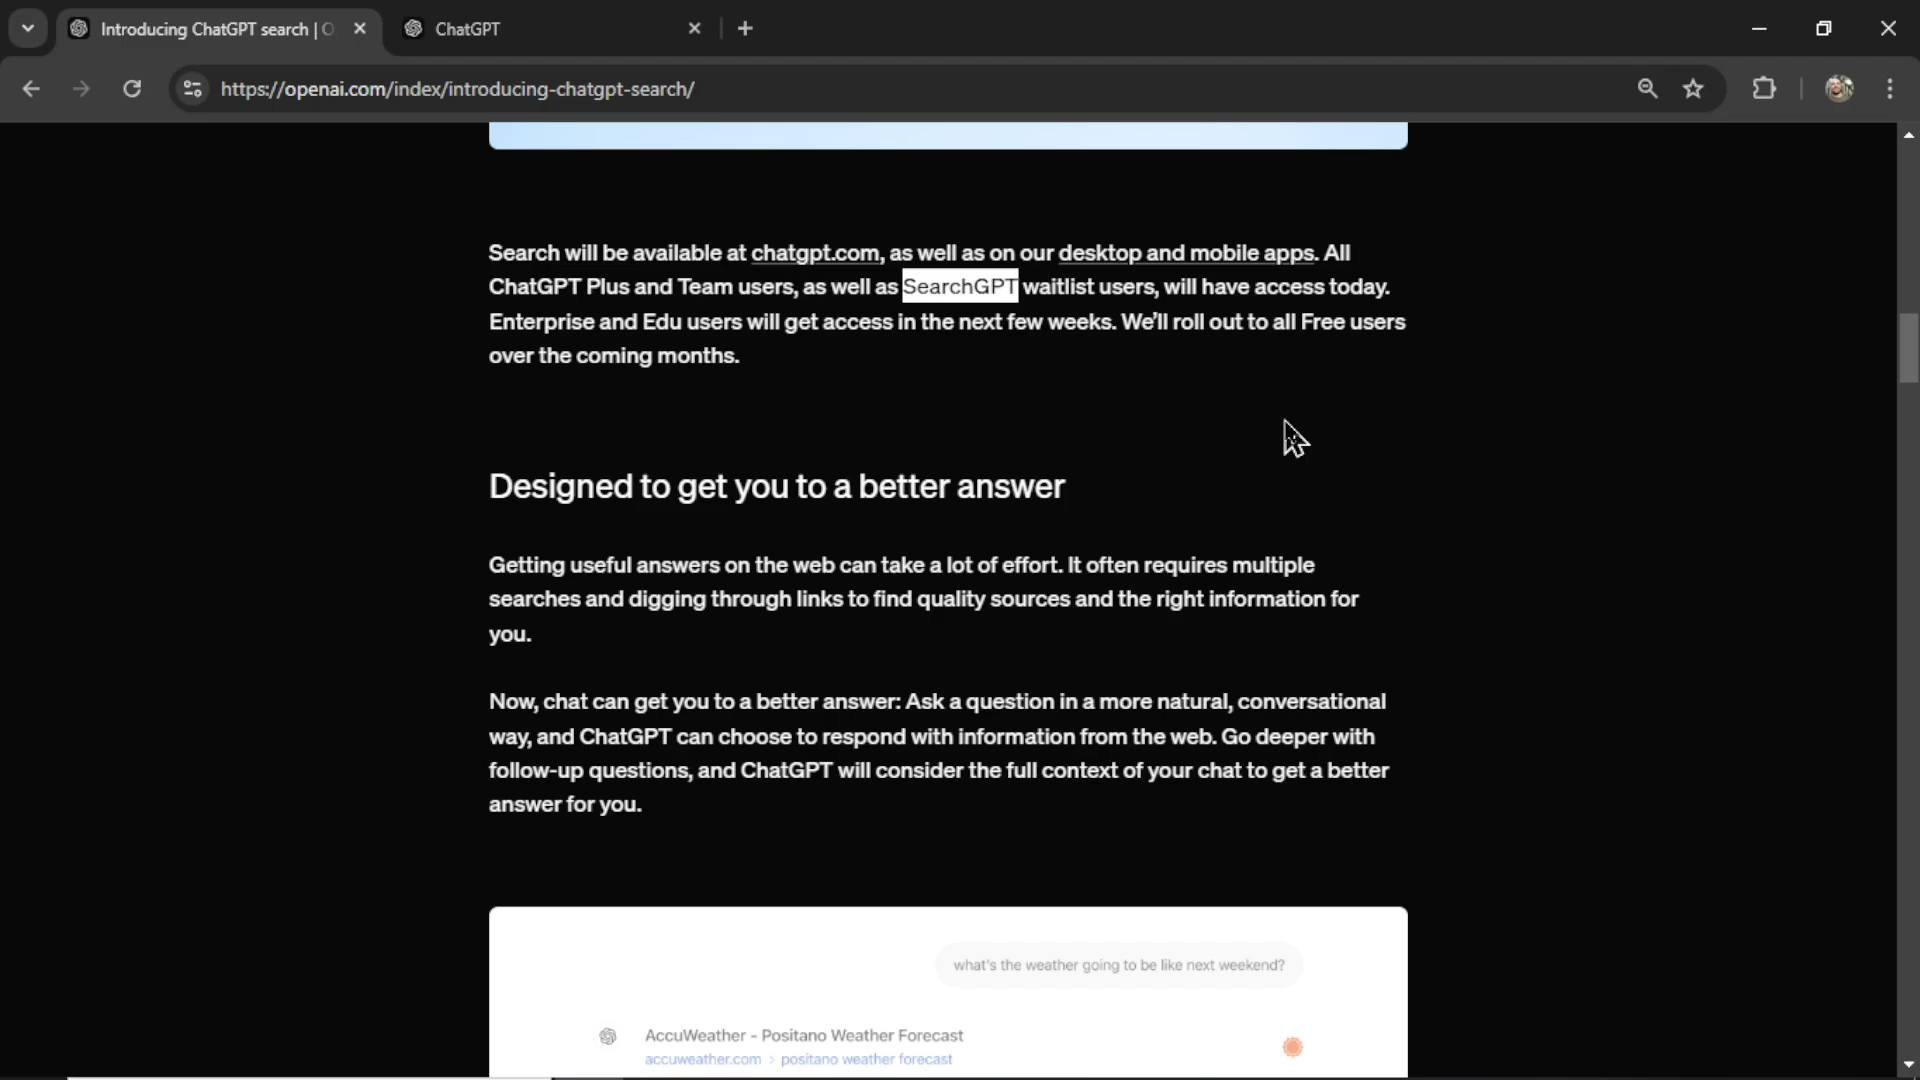 Introducing ChatGPT search | O
ChatGPT
https://openai.com/index/introducing-chatgpt-search/
Search will be available at chatgpt.com, as well as on our desktop and mobile apps. All
ChatGPT Plus and Team users, as well as SearchGPT waitlist users, will have access today.
Enterprise and Edu users will get access in the next few weeks. We’ll roll out to all Free users
over the coming months.
Designed to get you to a better answer
Getting useful answers on the web can take a lot of effort. It often requires multiple
searches and digging through links to find quality sources and the right information for
you.
Now, chat can get you to a better answer: Ask a question in a more natural, conversational
way, and ChatGPT can choose to respond with information from the web. Go deeper with
follow-up questions, and ChatGPT will consider the full context of your chat to get a better
answer for you.
what's the weather going to be like next weekend?
AccuWeather - Positano Weather Forecast
accuweather.com > positano weather forecast